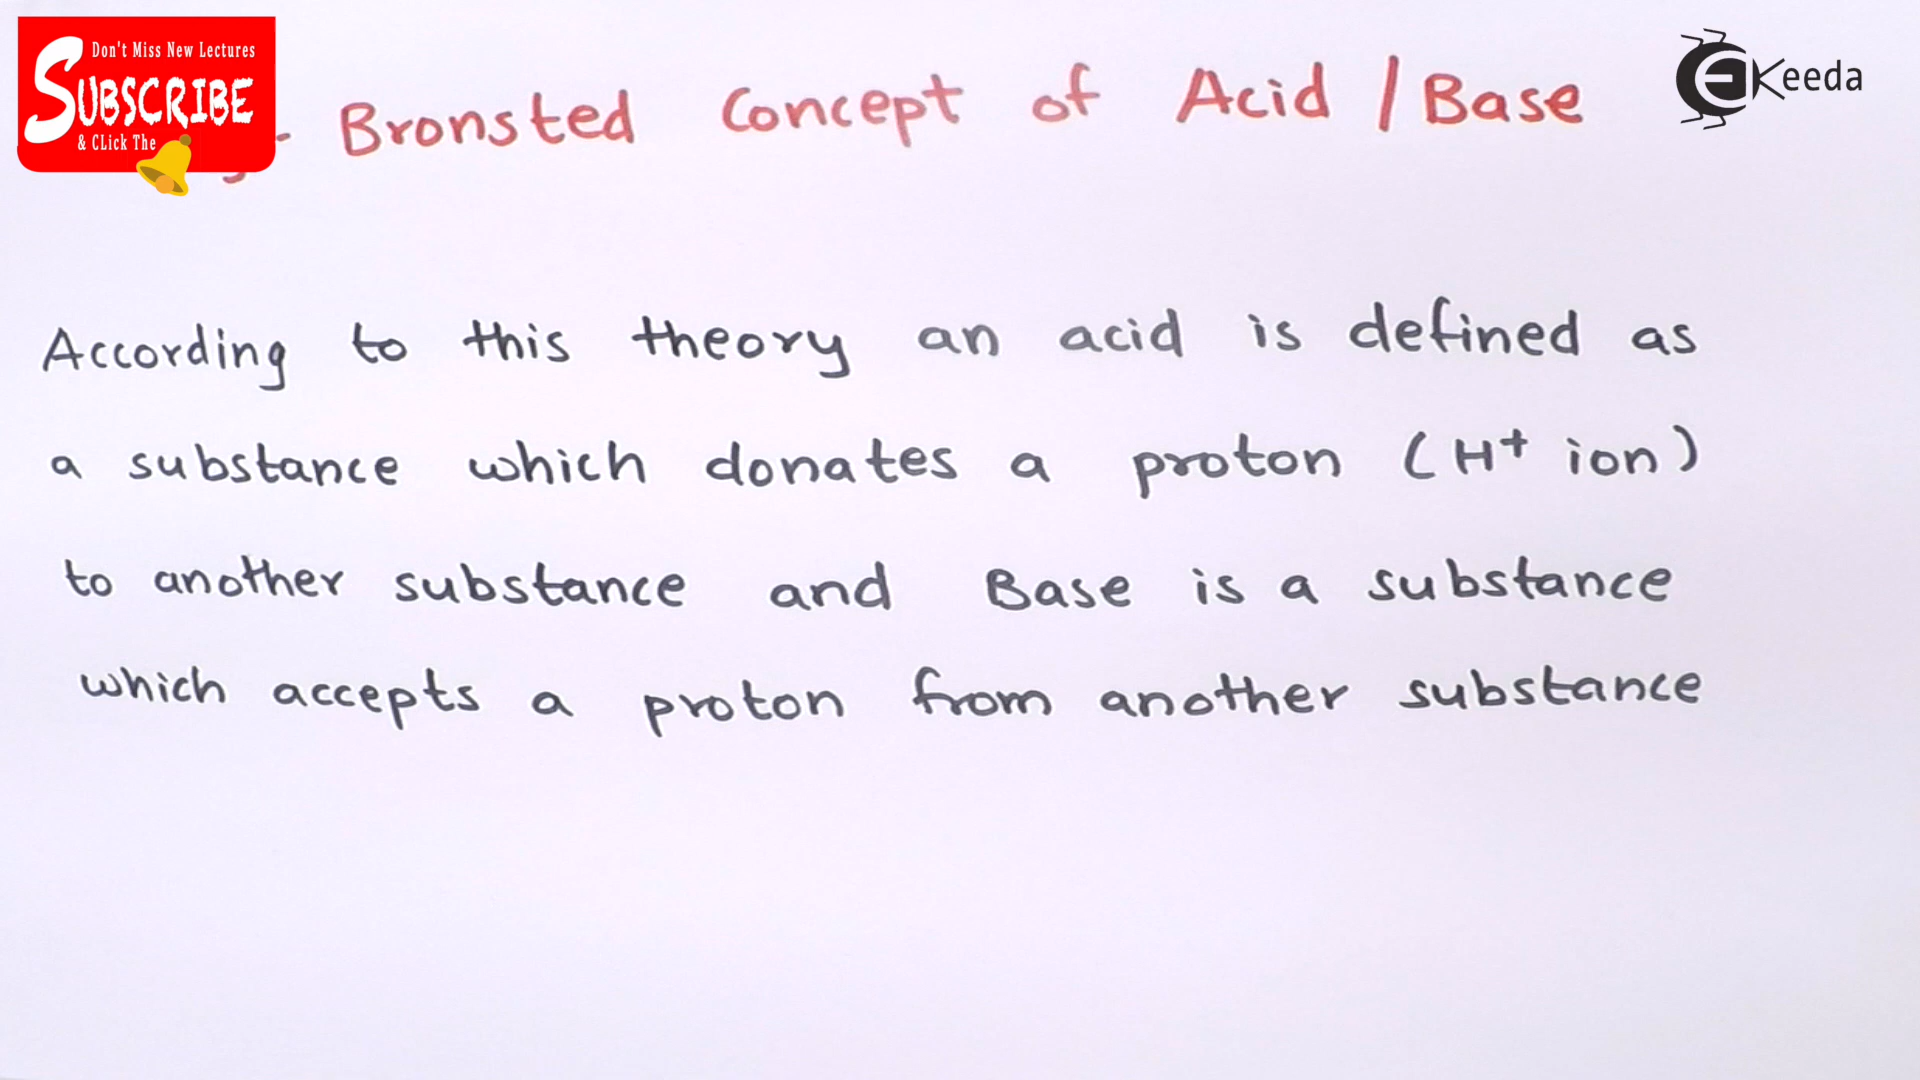 Don't Miss New Lectures
SUBSCRIBE
& CLick The
Bronsted Concept of Acid / Base
EKeeda
According to this theory an acid is defined as
a substance which donates a proton (H+ ion)
to another substance and Base is a substance
which accepts a proton from another substance